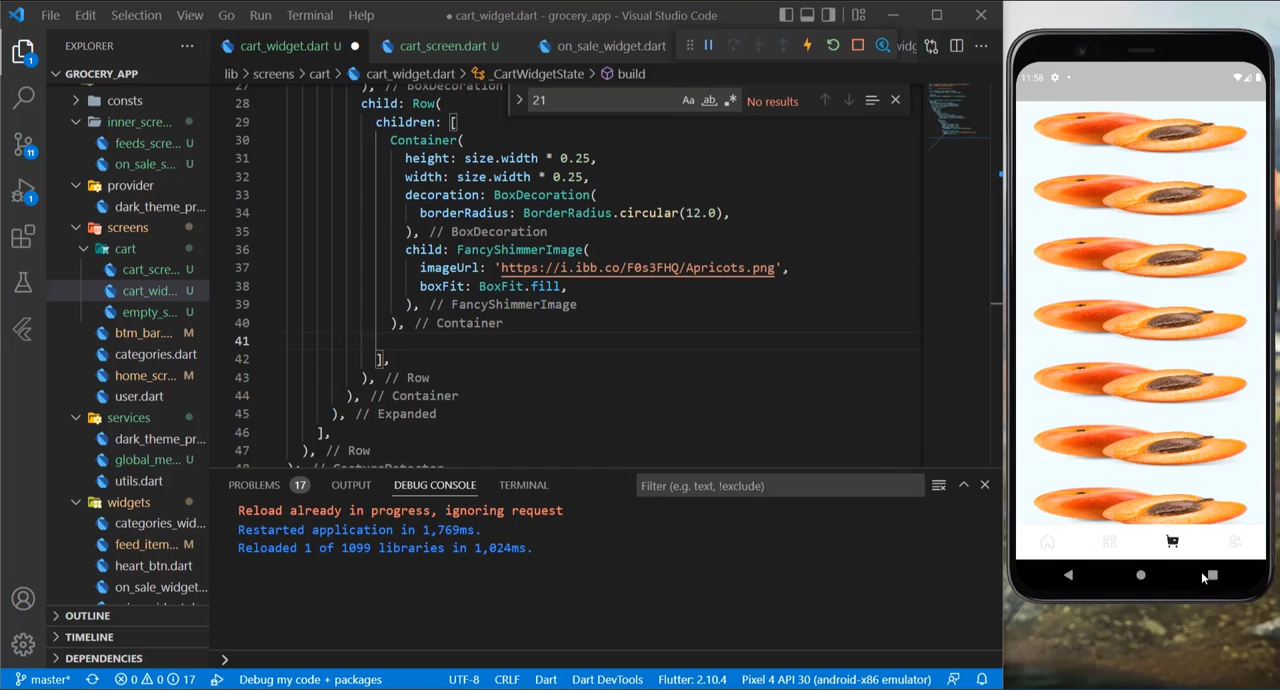 File Edit Selection View Go Run Terminal Help
● cart_widget.dart - grocery_app - Visual Studio Code
EXPLORER
GROCERY_APP
consts
inner_scre...
feeds_scre... U
on_sale_s... U
provider
dark_theme_pr...
screens
cart
cart_scre... U
cart_wid... U
empty_s... U
btm_bar.... M
categories.dart
home_scr... M
user.dart
services
dark_theme_pr...
global_me... U
utils.dart
widgets
categories_wid...
feed_item.... M
heart_btn.dart
on_sale_widget...
OUTLINE
TIMELINE
DEPENDENCIES
1
11
1
cart_widget.dart U ●
cart_screen.dart U
on_sale_widget.dart
widg
lib > screens > cart > cart_widget.dart > _CartWidgetState > build
21
Aa ab .*
No results
27 ), // BoxDecoration
28 child: Row(
29 children: [
30 Container(
31 height: size.width * 0.25,
32 width: size.width * 0.25,
33 decoration: BoxDecoration(
34 borderRadius: BorderRadius.circular(12.0),
35 ), // BoxDecoration
36 child: FancyShimmerImage(
37 imageUrl: 'https://i.ibb.co/F0s3FHQ/Apricots.png',
38 boxFit: BoxFit.fill,
39 ), // FancyShimmerImage
40 ), // Container
41
42 ],
43 ), // Row
44 ), // Container
45 ), // Expanded
46 ],
47 ), // Row
48 ); // GestureDetector
PROBLEMS 17 OUTPUT DEBUG CONSOLE TERMINAL
Filter (e.g. text, !exclude)
Reload already in progress, ignoring request
Restarted application in 1,769ms.
Reloaded 1 of 1099 libraries in 1,024ms.
master* 0 0 17 Debug my code + packages
UTF-8 CRLF Dart Dart DevTools Flutter: 2.10.4 Pixel 4 API 30 (android-x86 emulator)
11:58